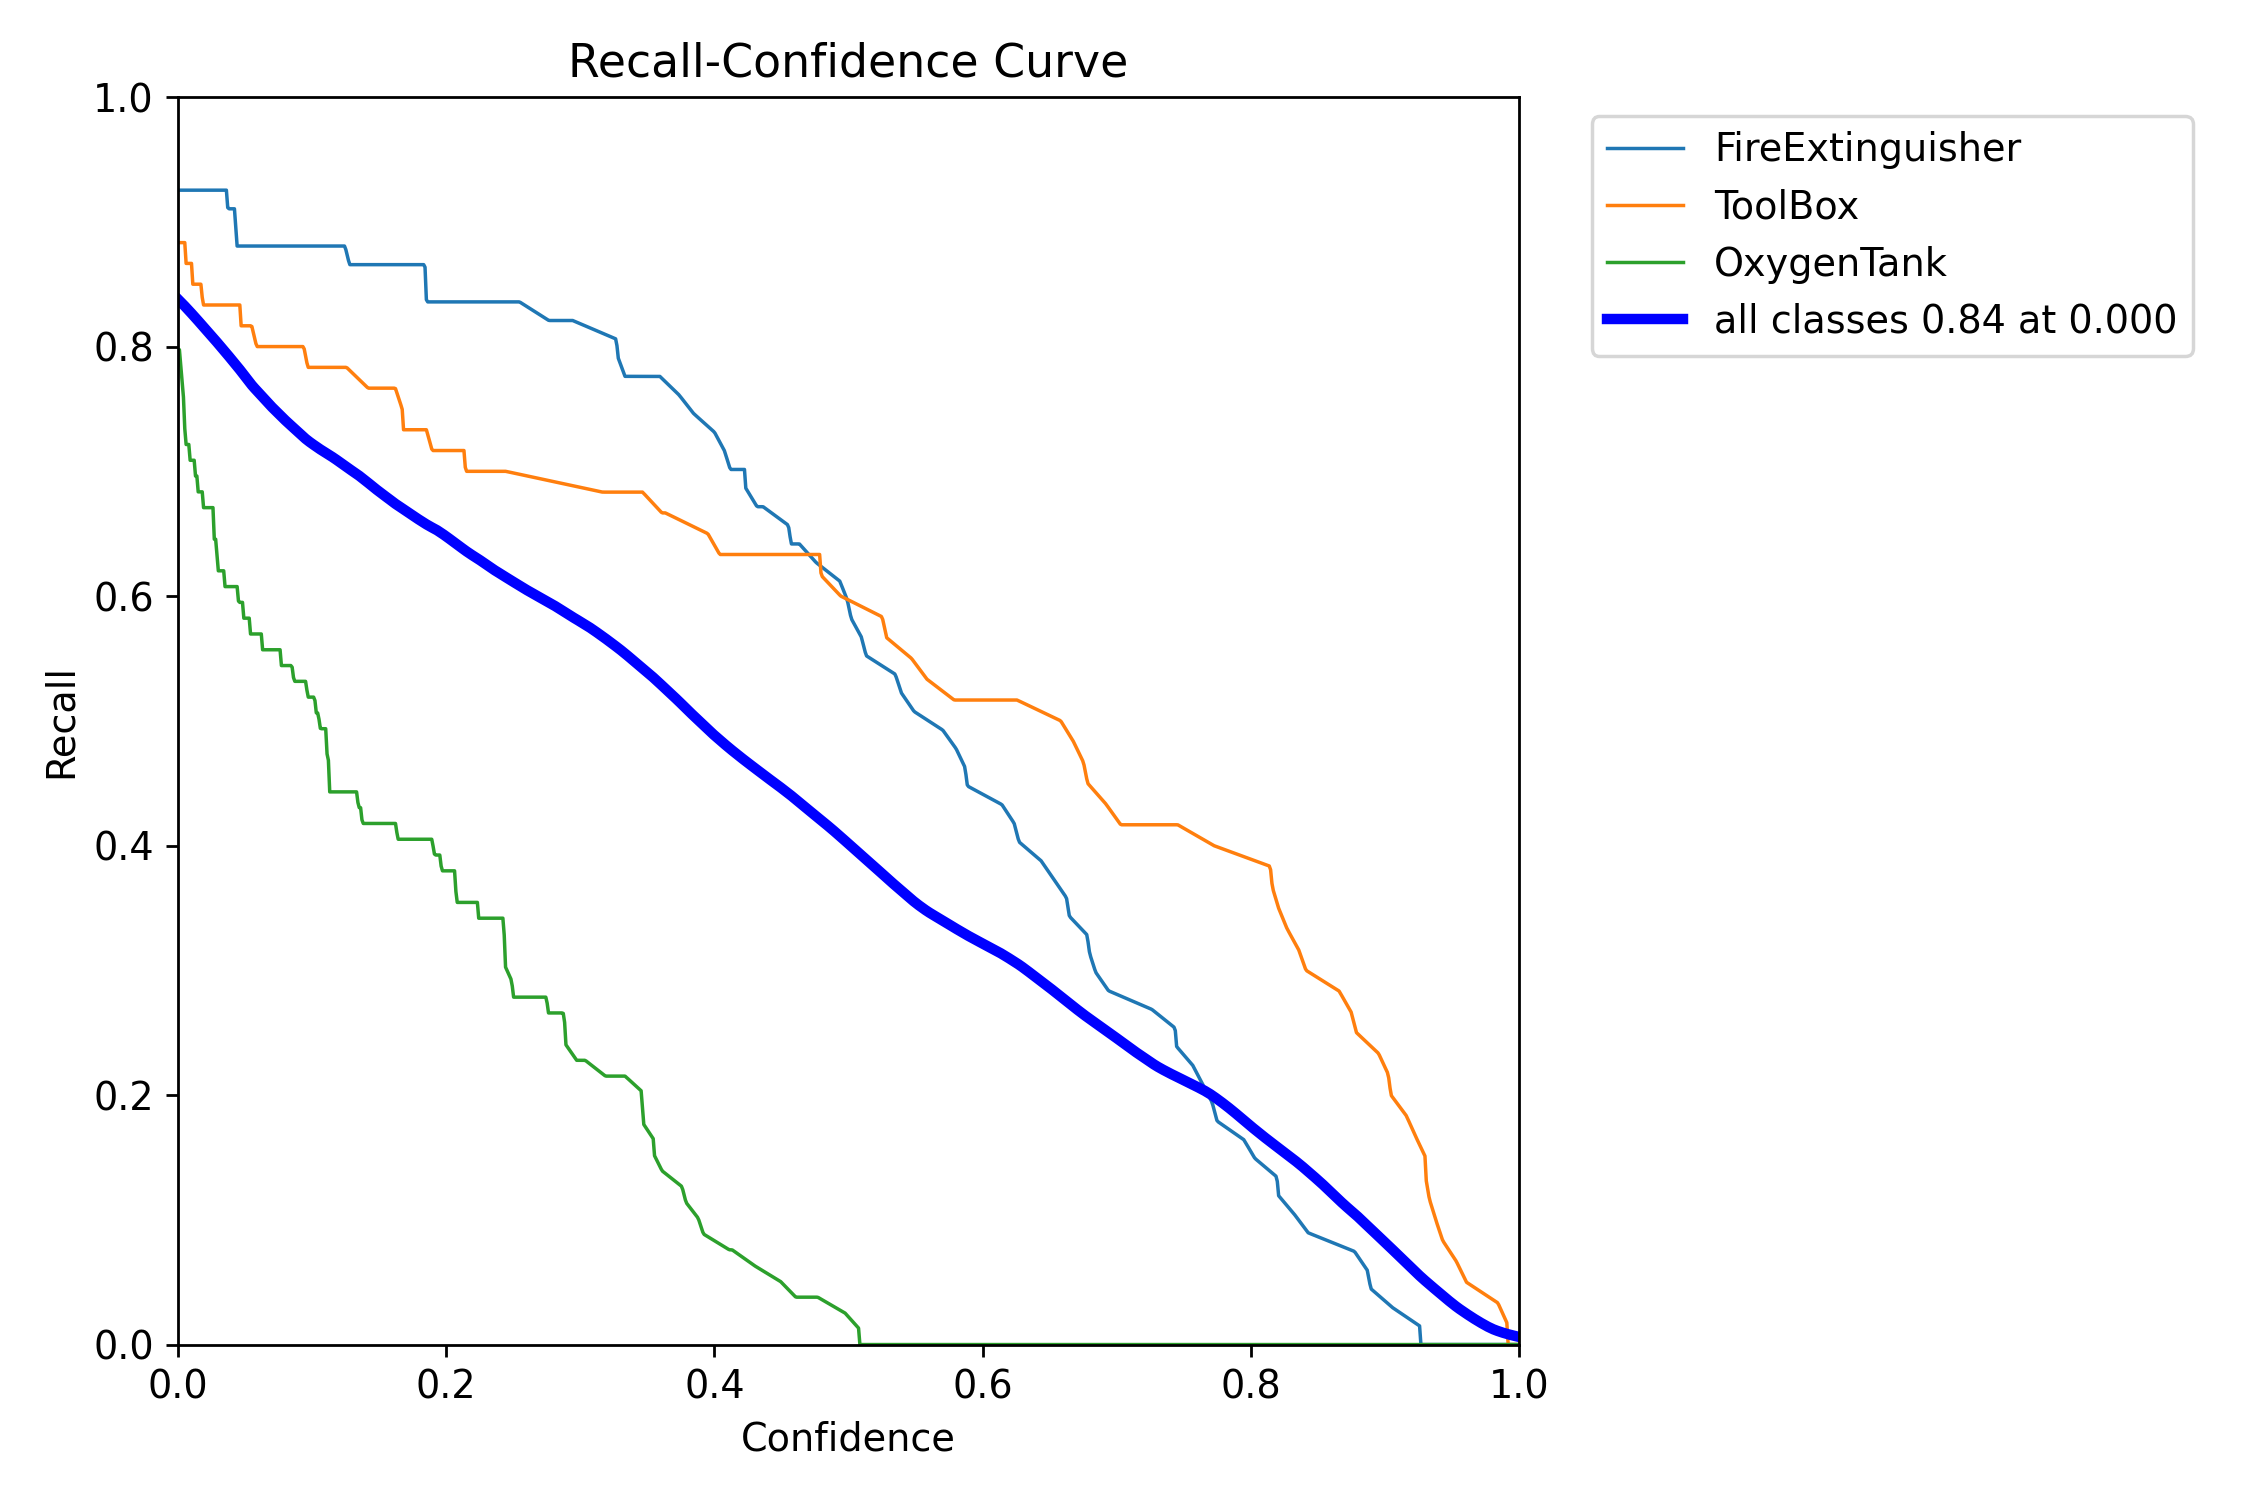 Recall-Confidence Curve
1.0
0.8
0.6
0.4
0.2
0.0
Recall
0.0 0.2 0.4 0.6 0.8 1.0
Confidence
FireExtinguisher
ToolBox
OxygenTank
all classes 0.84 at 0.000